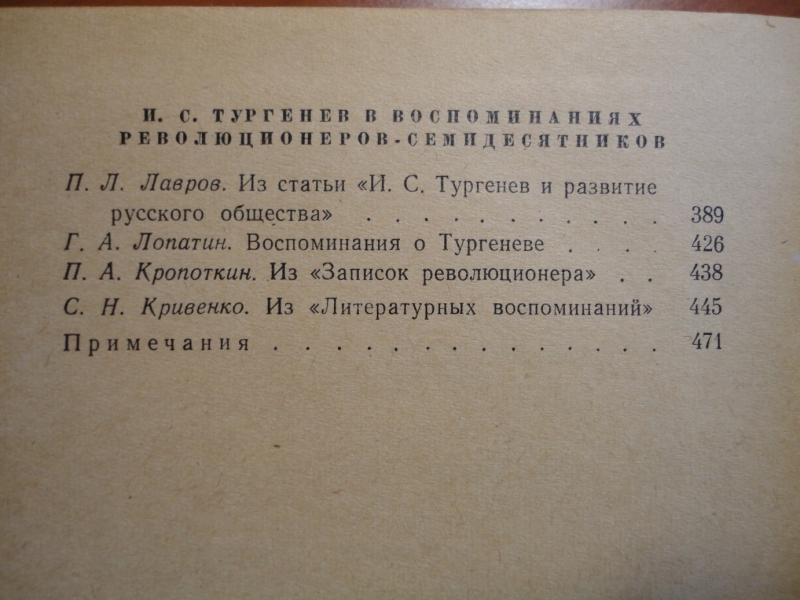 И. С. ТУРГЕНЕВ В ВОСПОМИНАНИЯХ
РЕВОЛЮЦИОНЕРОВ-СЕМИДЕСЯТНИКОВ
П. Л. Лавров. Из статьи «И. С. Тургенев и развитие
русского общества» . . . . . . . . . . . . . 389
Г. А. Лопатин. Воспоминания о Тургеневе . . . . 426
П. А. Кропоткин. Из «Записок революционера» . . 438
С. Н. Кривенко. Из «Литературных воспоминаний» 445
Примечания . . . . . . . . . . . . . . 471